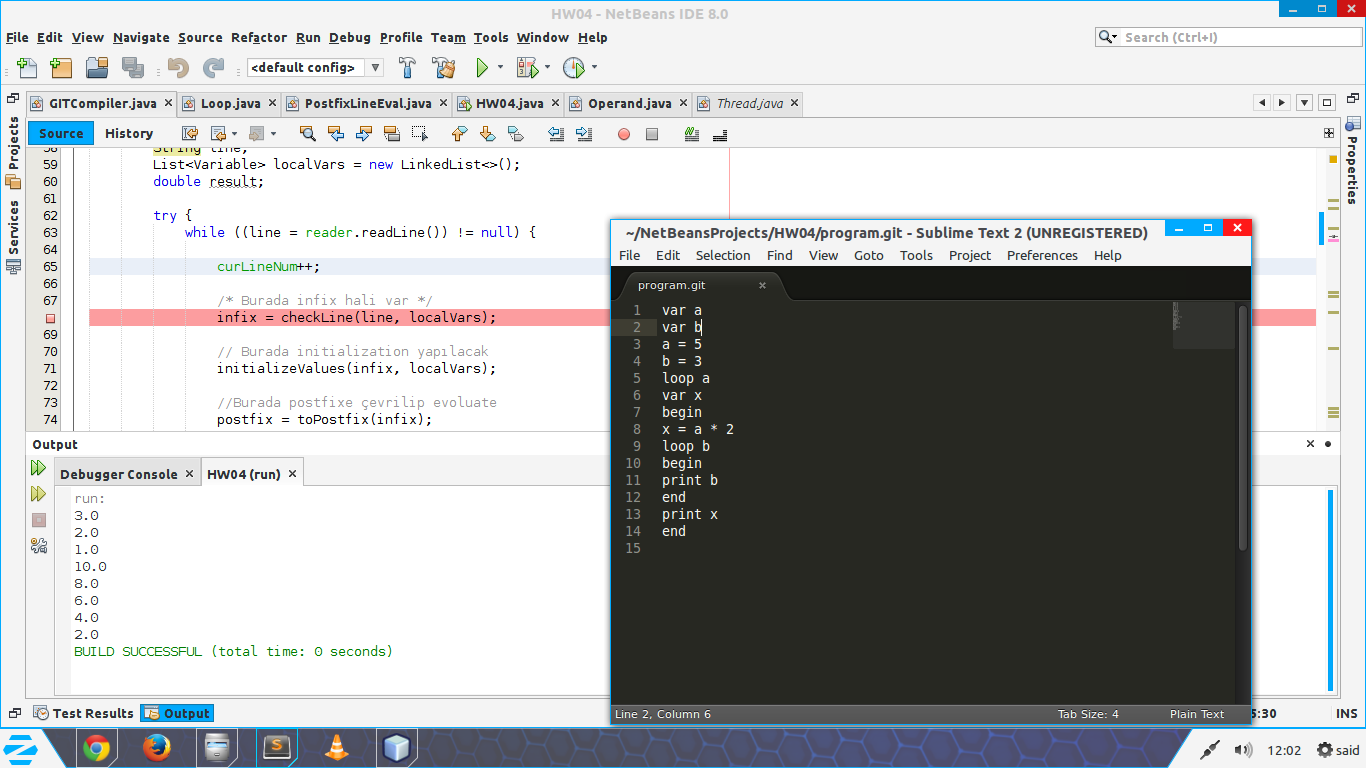 HW04 - NetBeans IDE 8.0
File Edit View Navigate Source Refactor Run Debug Profile Team Tools Window Help
Search (Ctrl+I)
<default config>
GITCompiler.java Loop.java PostfixLineEval.java HW04.java Operand.java Thread.java
Projects
Services
Properties
Source History
58 String line;
59 List<Variable> localVars = new LinkedList<>();
60 double result;
61
62 try {
63 while ((line = reader.readLine()) != null) {
64
65 curLineNum++;
66
67 /* Burada infix hali var */
infix = checkLine(line, localVars);
69
70 // Burada initialization yapılacak
71 initializeValues(infix, localVars);
72
73 //Burada postfixe çevrilip evoluate
74 postfix = toPostfix(infix);
Output
Debugger Console HW04 (run)
run:
3.0
2.0
1.0
10.0
8.0
6.0
4.0
2.0
BUILD SUCCESSFUL (total time: 0 seconds)
Test Results Output
5:30 INS
~/NetBeansProjects/HW04/program.git - Sublime Text 2 (UNREGISTERED)
File Edit Selection Find View Goto Tools Project Preferences Help
program.git
1 var a
2 var b
3 a = 5
4 b = 3
5 loop a
6 var x
7 begin
8 x = a * 2
9 loop b
10 begin
11 print b
12 end
13 print x
14 end
15
Line 2, Column 6 Tab Size: 4 Plain Text
12:02 said